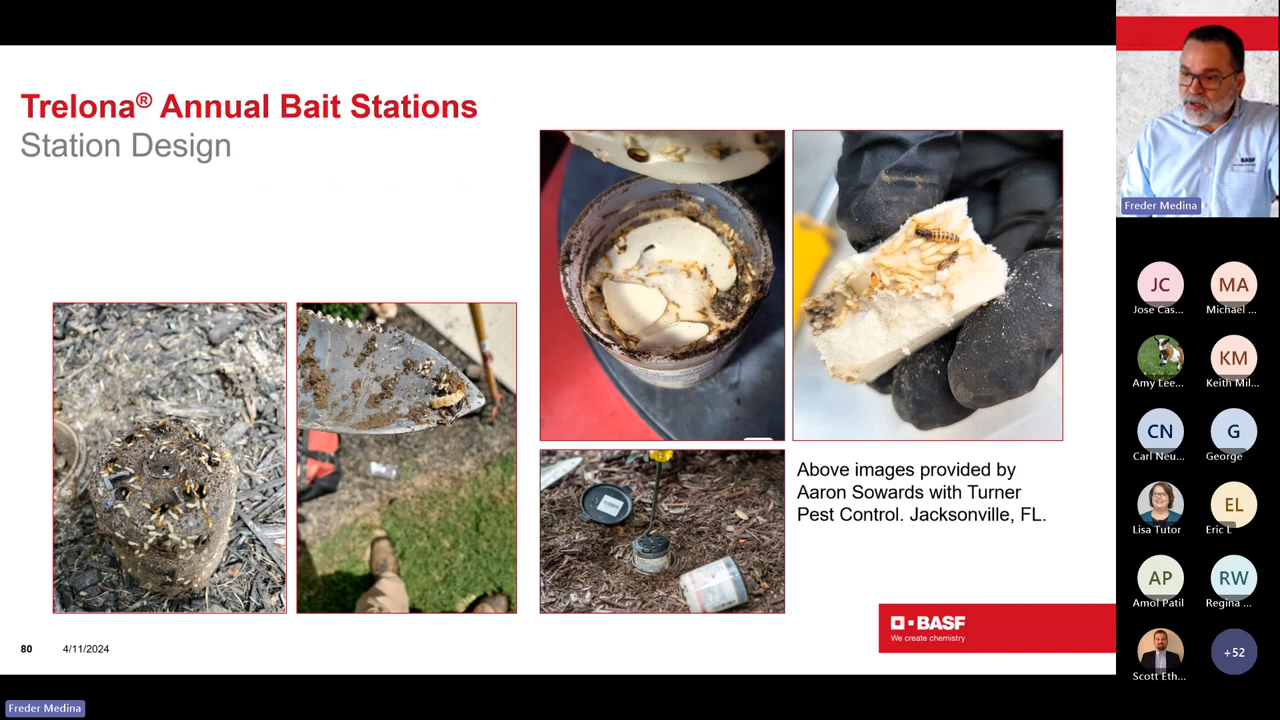 Trelona® Annual Bait Stations
Station Design
Above images provided by
Aaron Sowards with Turner
Pest Control. Jacksonville, FL.
BASF
We create chemistry
80
4/11/2024
Freder Medina
BASF
Freder Medina
JC
Jose Cas...
MA
Michael ...
Amy Lee...
KM
Keith Mil...
CN
Carl Neu...
G
George
Lisa Tutor
EL
Eric L
AP
Amol Patil
RW
Regina ...
Scott Eth...
+52